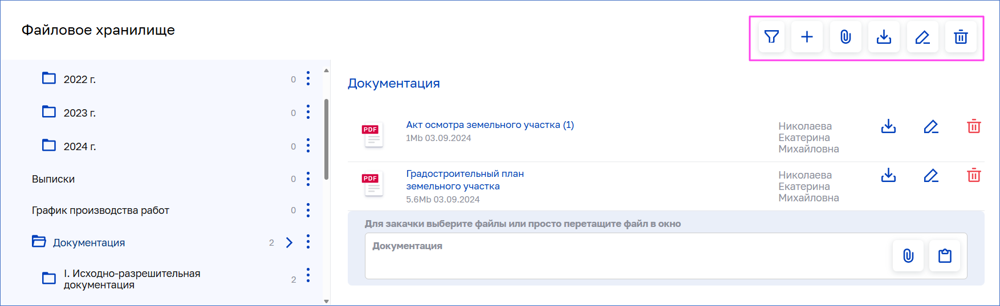 Файловое хранилище
2022 г. 0
2023 г. 0
2024 г. 0
Выписки 0
График производства работ 0
Документация 2
I. Исходно-разрешительная
документация 2
Документация
PDF
Акт осмотра земельного участка (1)
1Mb 03.09.2024
Николаева
Екатерина
Михайловна
PDF
Градостроительный план
земельного участка
5.6Mb 03.09.2024
Николаева
Екатерина
Михайловна
Для закачки выберите файлы или просто перетащите файл в окно
Документация